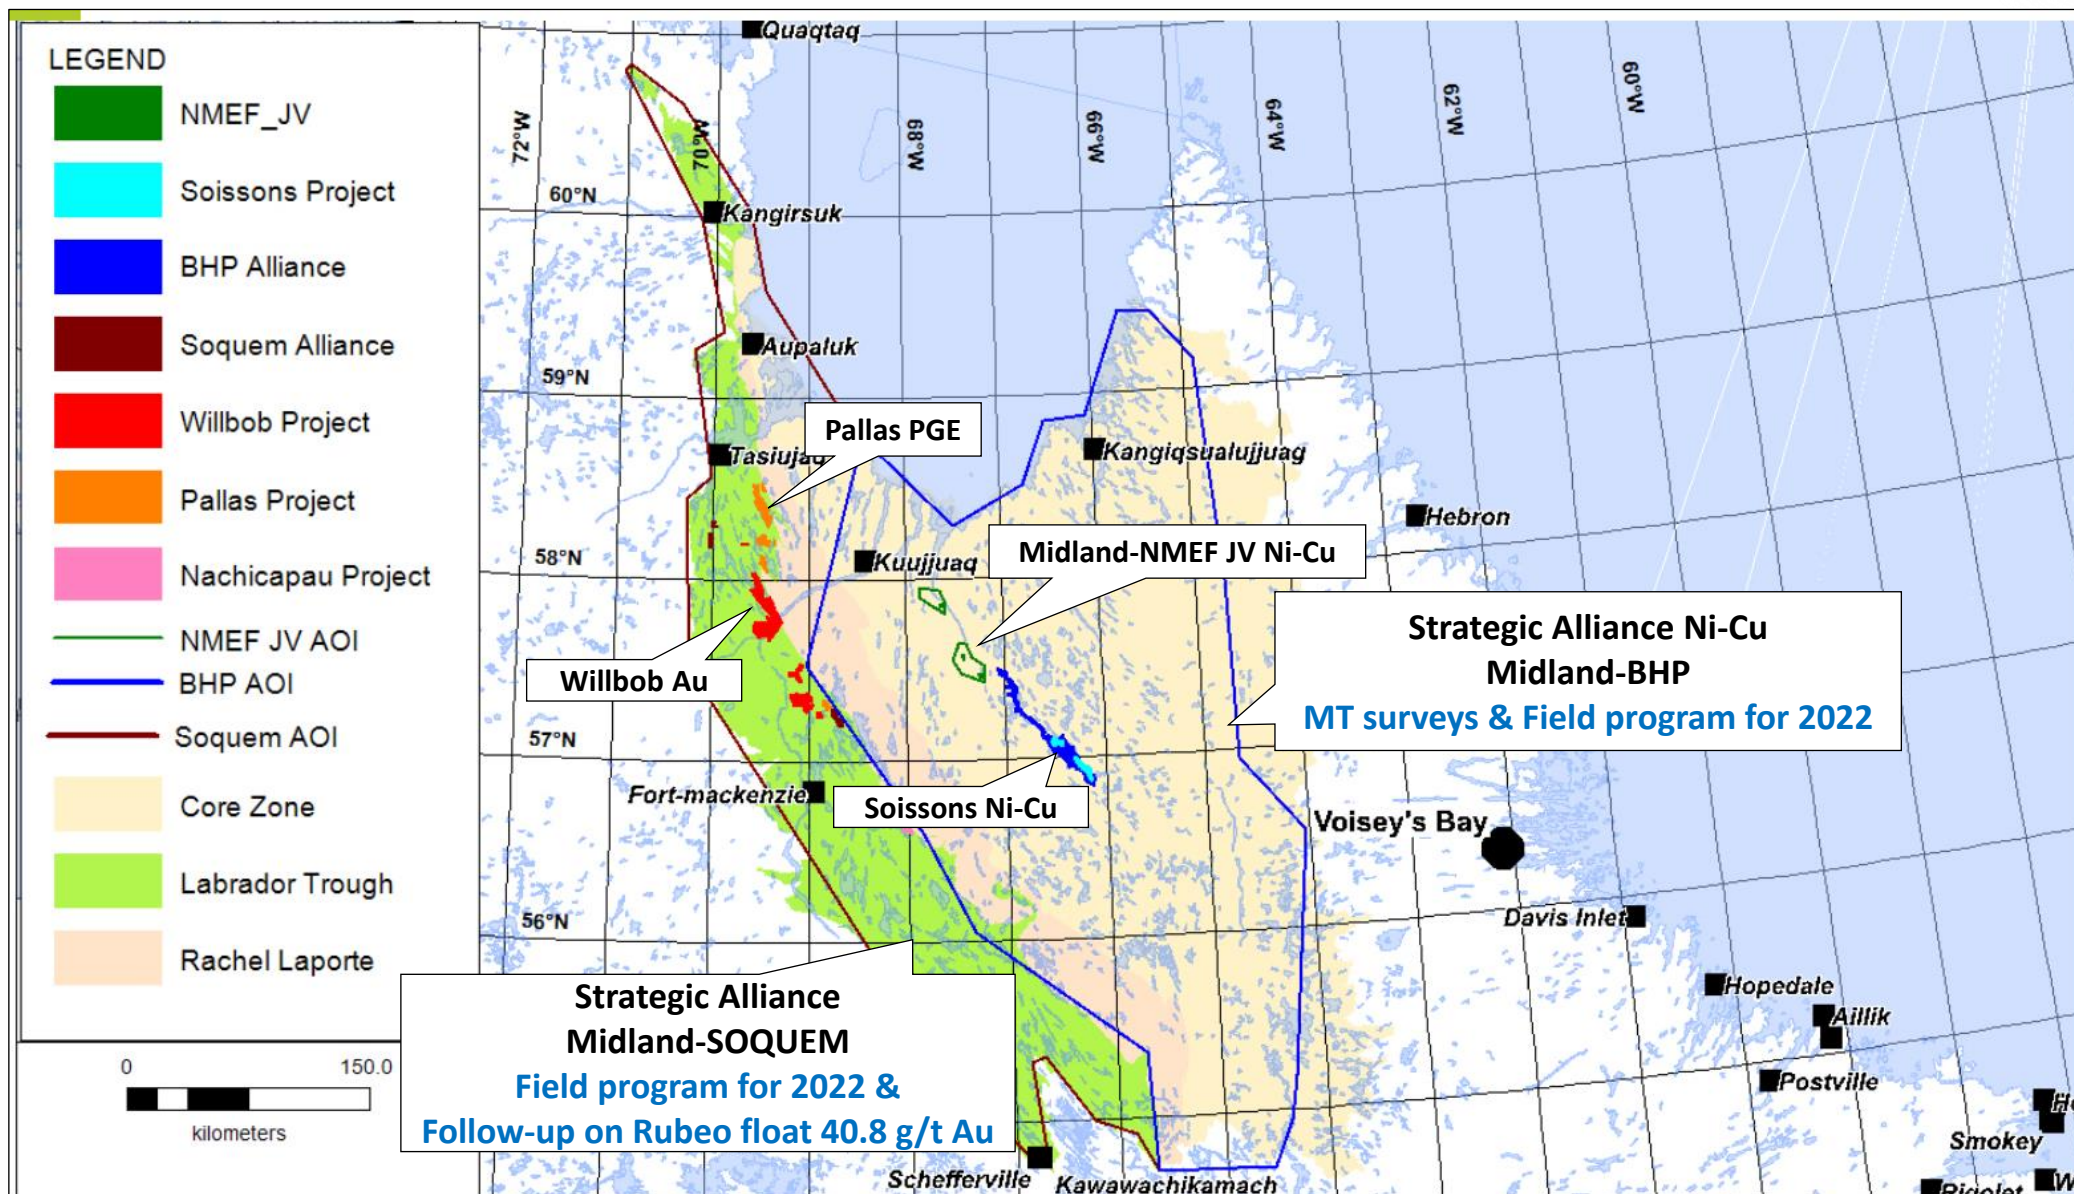 LEGEND
NMEF_JV
Soissons Project
BHP Alliance
Soquem Alliance
Willbob Project
Pallas Project
Nachicapau Project
NMEF JV AOI
BHP AOI
Soquem AOI
Core Zone
Labrador Trough
Rachel Laporte
0 150.0
kilometers
Quaqtaq
72°W
70°W
68°W
66°W
64°W
62°W
60°W
60°N
Kangirsuk
Aupaluk
59°N
Pallas PGE
Tasiujaq
Kangiqsualujjuag
Hebron
58°N
Kuujjuaq
Midland-NMEF JV Ni-Cu
Strategic Alliance Ni-Cu
Midland-BHP
MT surveys & Field program for 2022
Willbob Au
57°N
Fort-mackenzie
Soissons Ni-Cu
Voisey's Bay
56°N
Davis Inlet
Strategic Alliance
Midland-SOQUEM
Field program for 2022 &
Follow-up on Rubeo float 40.8 g/t Au
Hopedale
Aillik
Postville
Smokey
Schefferville
Kawawachikamach
Rigolet